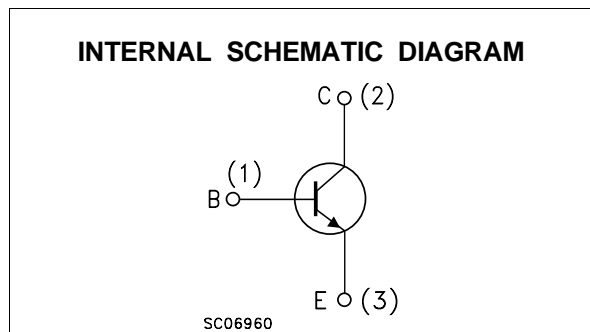 INTERNAL SCHEMATIC DIAGRAM
C (2)
(1)
B
E (3)
SC06960